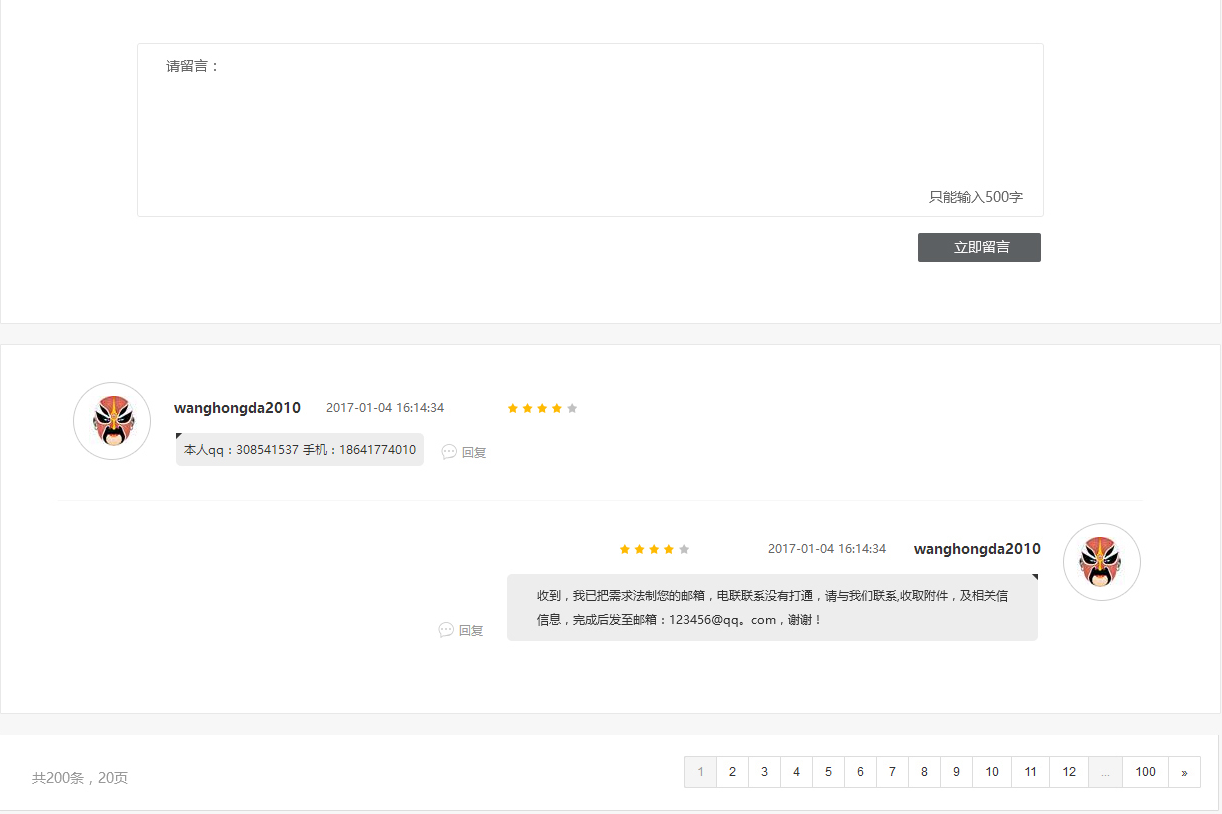 请留言：
只能输入500字
立即留言
wanghongda2010 2017-01-04 16:14:34
本人qq：308541537 手机：18641774010 回复
2017-01-04 16:14:34 wanghongda2010
收到，我已把需求法制您的邮箱，电联联系没有打通，请与我们联系,收取附件，及相关信
信息，完成后发至邮箱：123456@qq。com，谢谢！
回复
共200条，20页 1 2 3 4 5 6 7 8 9 10 11 12 ... 100 »